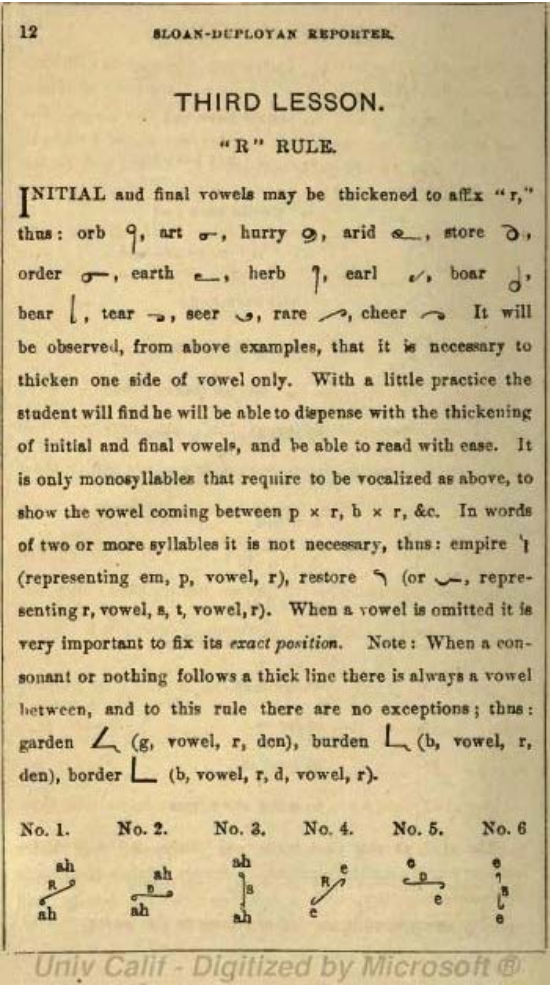 12 SLOAN-DUPLOYAN REPORTER.
THIRD LESSON.
"R" RULE.
INITIAL and final vowels may be thickened to affix "r,"
thus: orb , art , hurry , arid , store ,
order , earth , herb , earl , boar ,
bear , tear , seer , rare , cheer It will
be observed, from above examples, that it is necessary to
thicken one side of vowel only. With a little practice the
student will find he will be able to dispense with the thickening
of initial and final vowels, and be able to read with ease. It
is only monosyllables that require to be vocalized as above, to
show the vowel coming between p × r, b × r, &c. In words
of two or more syllables it is not necessary, thus: empire
(representing em, p, vowel, r), restore (or , repre-
senting r, vowel, s, t, vowel, r). When a vowel is omitted it is
very important to fix its exact position. Note: When a con-
sonant or nothing follows a thick line there is always a vowel
between, and to this rule there are no exceptions; thus:
garden (g, vowel, r, den), burden (b, vowel, r,
den), border (b, vowel, r, d, vowel, r).
No. 1. No. 2. No. 3. No. 4. No. 5. No. 6
ah ah ah e e e
R D S R D S
ah ah ah e e e
Univ Calif - Digitized by Microsoft ®